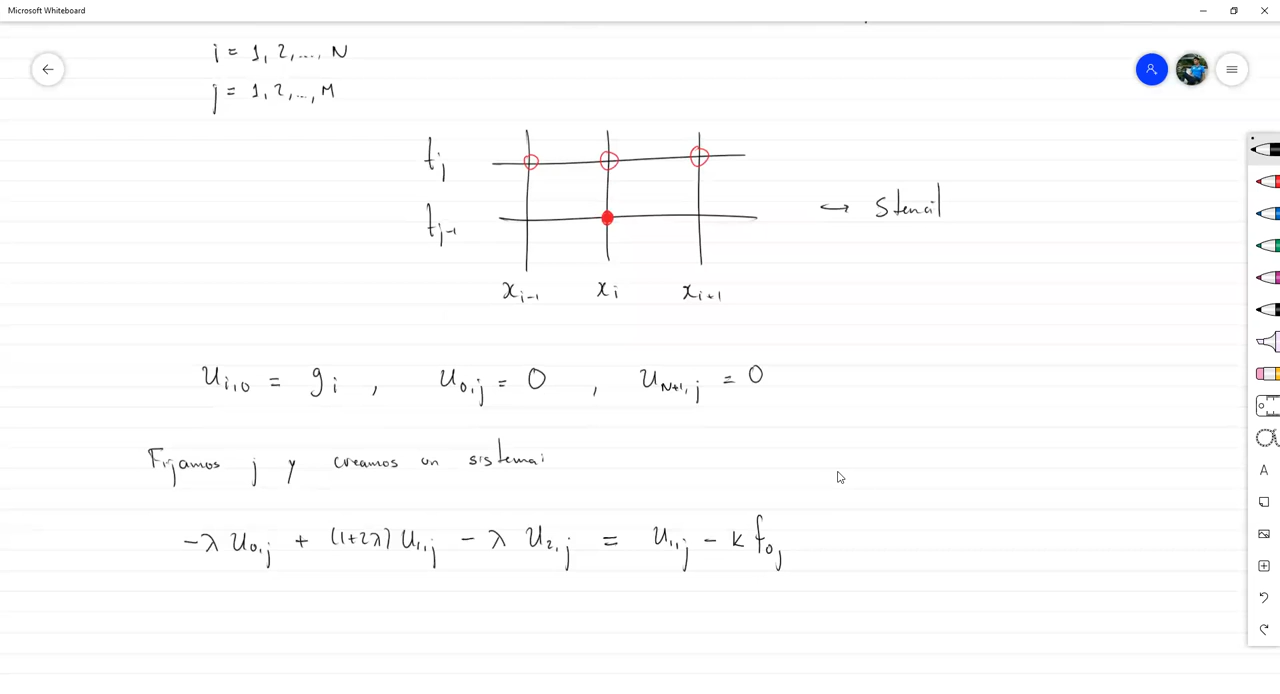 Microsoft Whiteboard
i = 1, 2, ..., N
j = 1, 2, ..., M
t_j
t_{j-1}
↔ Stencil
x_{i-1} x_i x_{i+1}
u_{i,0} = g_i , u_{0,j} = 0 , u_{N+1,j} = 0
Fijamos j y creamos un sistema:
-λ u_{0,j} + (1+2λ) u_{1,j} - λ u_{2,j} = u_{1,j} - k f_{0j}
A